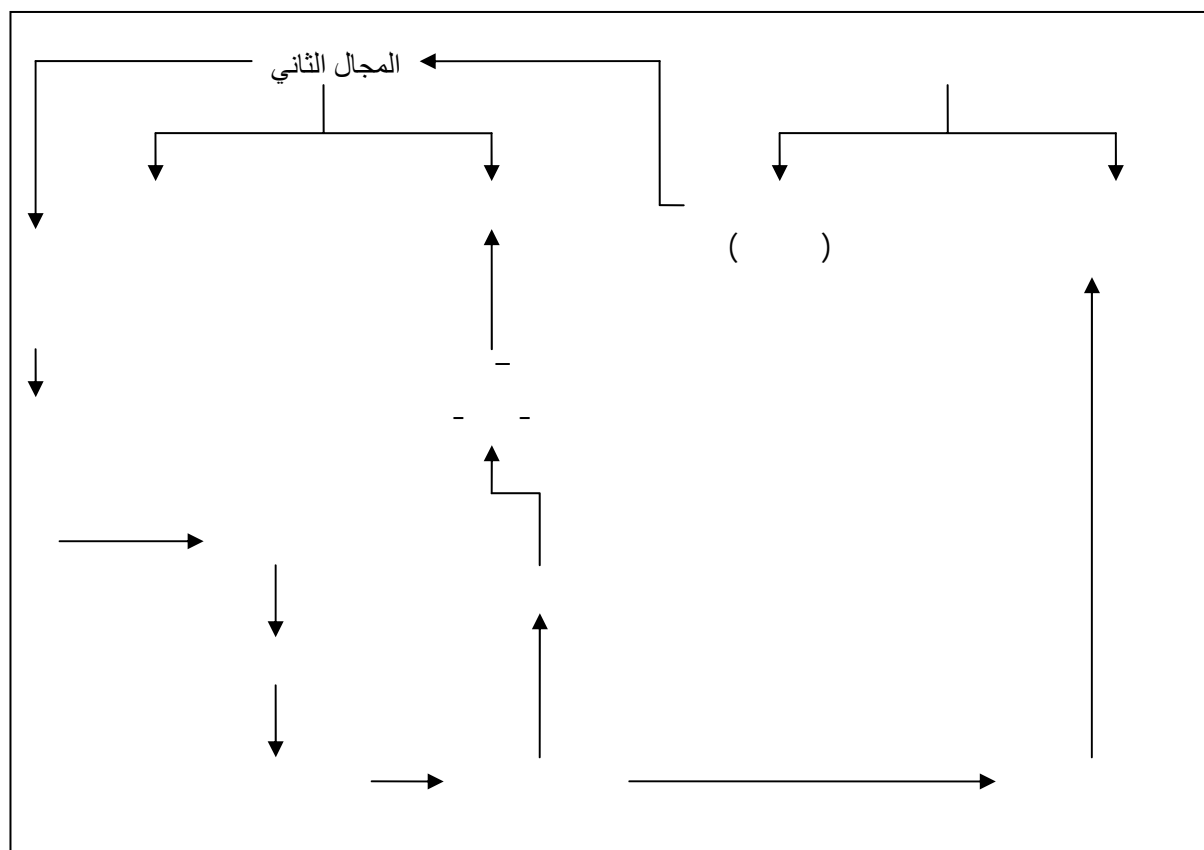 المجال الثاني
( )
–
- -